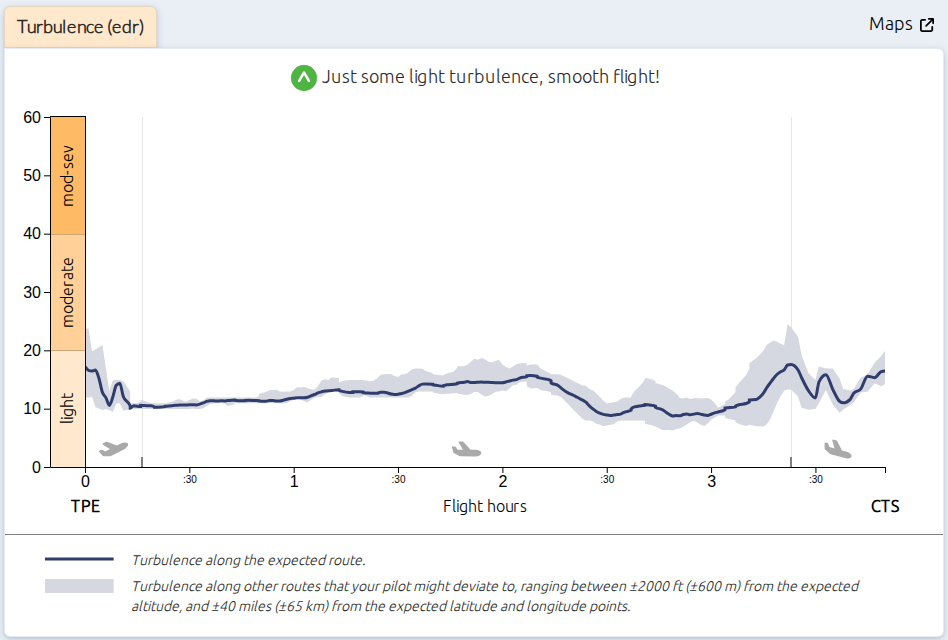 Turbulence (edr)
Maps
Just some light turbulence, smooth flight!
60
50
40
30
20
10
0
mod-sev
moderate
light
0
:30
1
:30
2
:30
3
:30
TPE
Flight hours
CTS
Turbulence along the expected route.
Turbulence along other routes that your pilot might deviate to, ranging between ±2000 ft (±600 m) from the expected
altitude, and ±40 miles (±65 km) from the expected latitude and longitude points.